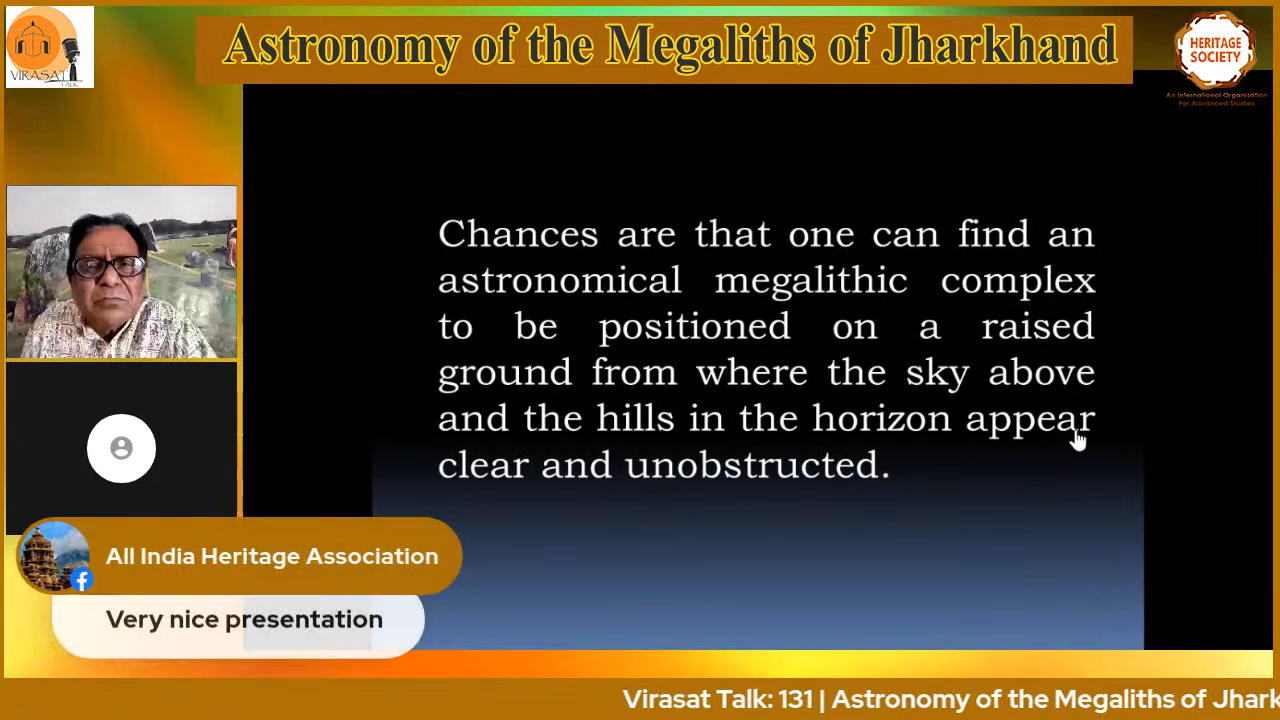 Astronomy of the Megaliths of Jharkhand
VIRASAT
TALK
HERITAGE
SOCIETY
An International Organisation
For Advanced Studies
Chances are that one can find an
astronomical megalithic complex
to be positioned on a raised
ground from where the sky above
and the hills in the horizon appear
clear and unobstructed.
All India Heritage Association
Very nice presentation
Virasat Talk: 131 | Astronomy of the Megaliths of Jhark